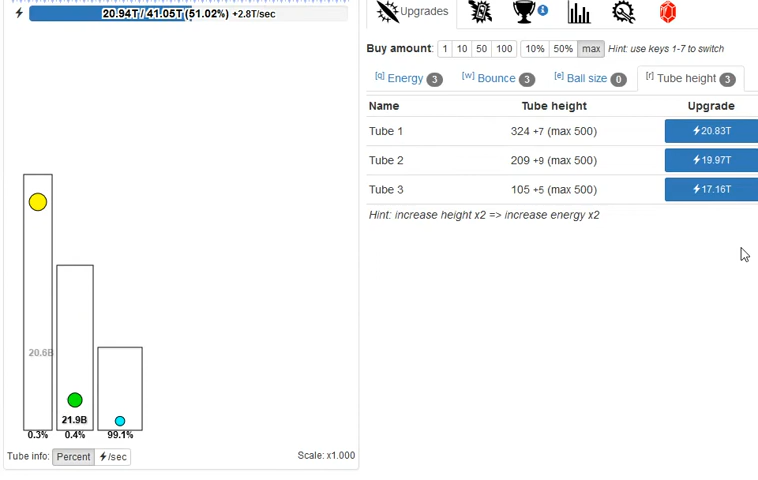 20.94T / 41.05T (51.02%) +2.8T/sec
Upgrades
Buy amount: 1 10 50 100 10% 50% max Hint: use keys 1-7 to switch
[q] Energy 3 [w] Bounce 3 [e] Ball size 0 [r] Tube height 3
Name Tube height Upgrade
Tube 1 324 +7 (max 500) 20.83T
Tube 2 209 +9 (max 500) 19.97T
Tube 3 105 +5 (max 500) 17.16T
Hint: increase height x2 => increase energy x2
20.6B
21.9B
0.3% 0.4% 99.1%
Tube info: Percent /sec Scale: x1.000